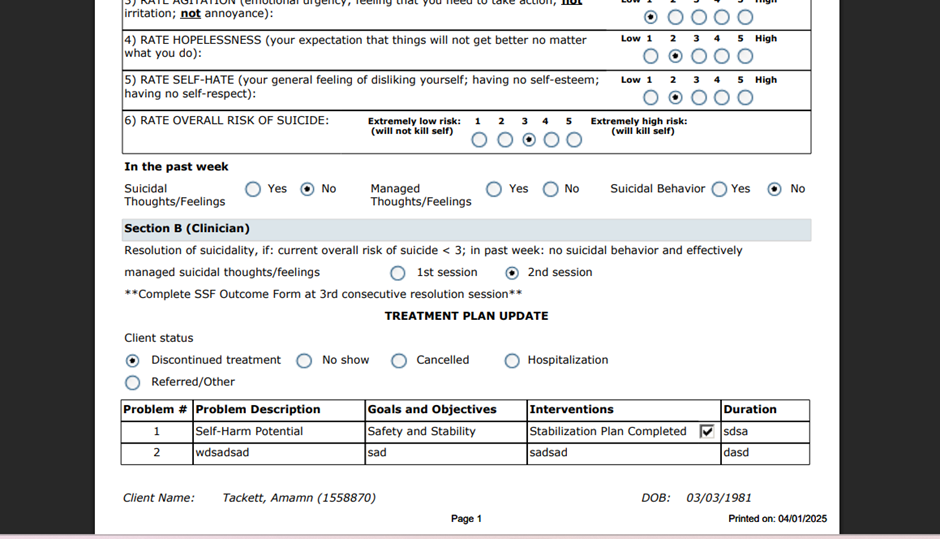 3) RATE AGITATION (emotional urgency; feeling that you need to take action; not
irritation; not annoyance):
Low 1 2 3 4 5 High
4) RATE HOPELESSNESS (your expectation that things will not get better no matter
what you do):
Low 1 2 3 4 5 High
5) RATE SELF-HATE (your general feeling of disliking yourself; having no self-esteem;
having no self-respect):
Low 1 2 3 4 5 High
6) RATE OVERALL RISK OF SUICIDE: Extremely low risk: 1 2 3 4 5 Extremely high risk:
(will not kill self) (will kill self)
In the past week
Suicidal Thoughts/Feelings Yes No Managed Thoughts/Feelings Yes No Suicidal Behavior Yes No
Section B (Clinician)
Resolution of suicidality, if: current overall risk of suicide < 3; in past week: no suicidal behavior and effectively
managed suicidal thoughts/feelings 1st session 2nd session
**Complete SSF Outcome Form at 3rd consecutive resolution session**
TREATMENT PLAN UPDATE
Client status
Discontinued treatment No show Cancelled Hospitalization
Referred/Other
Problem # Problem Description Goals and Objectives Interventions Duration
1 Self-Harm Potential Safety and Stability Stabilization Plan Completed sdsa
2 wdsadsad sad sadsad dasd
Client Name: Tackett, Amamn (1558870) DOB: 03/03/1981
Page 1 Printed on: 04/01/2025